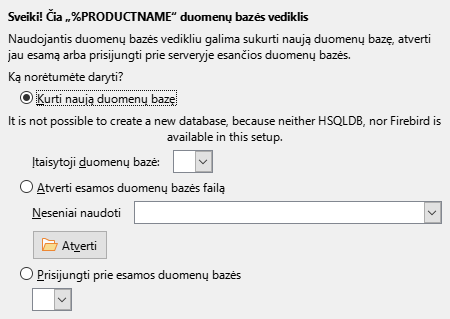 Sveiki! Čia „%PRODUCTNAME“ duomenų bazės vediklis
Naudojantis duomenų bazės vedikliu galima sukurti naują duomenų bazę, atverti
jau esamą arba prisijungti prie serveryje esančios duomenų bazės.
Ką norėtumėte daryti?
Kurti naują duomenų bazę
It is not possible to create a new database, because neither HSQLDB, nor Firebird is
available in this setup.
Įtaisytoji duomenų bazė:
Atverti esamos duomenų bazės failą
Neseniai naudoti
Atverti
Prisijungti prie esamos duomenų bazės